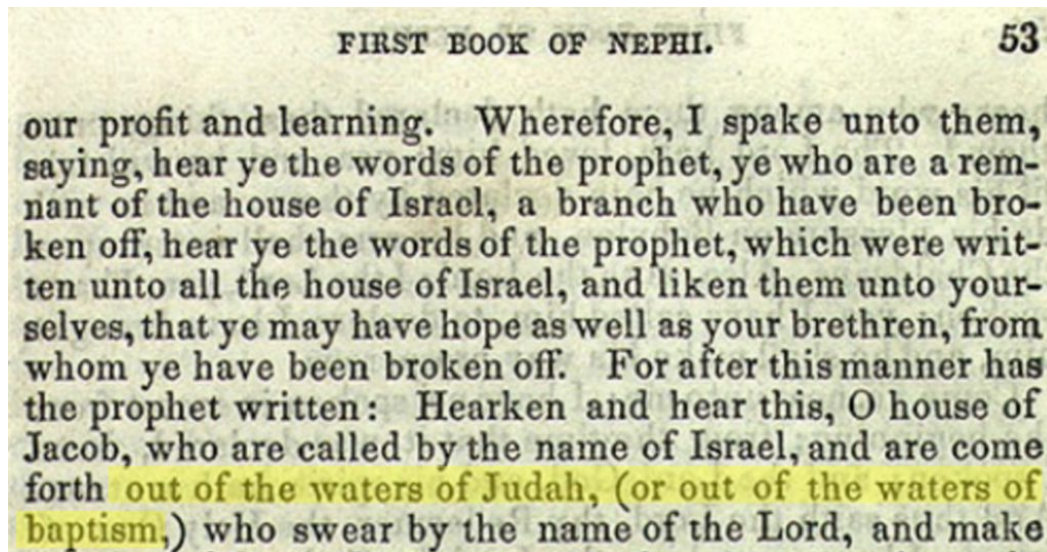 FIRST BOOK OF NEPHI. 53
our profit and learning. Wherefore, I spake unto them,
saying, hear ye the words of the prophet, ye who are a rem-
nant of the house of Israel, a branch who have been bro-
ken off, hear ye the words of the prophet, which were writ-
ten unto all the house of Israel, and liken them unto your-
selves, that ye may have hope as well as your brethren, from
whom ye have been broken off. For after this manner has
the prophet written: Hearken and hear this, O house of
Jacob, who are called by the name of Israel, and are come
forth out of the waters of Judah, (or out of the waters of
baptism,) who swear by the name of the Lord, and make